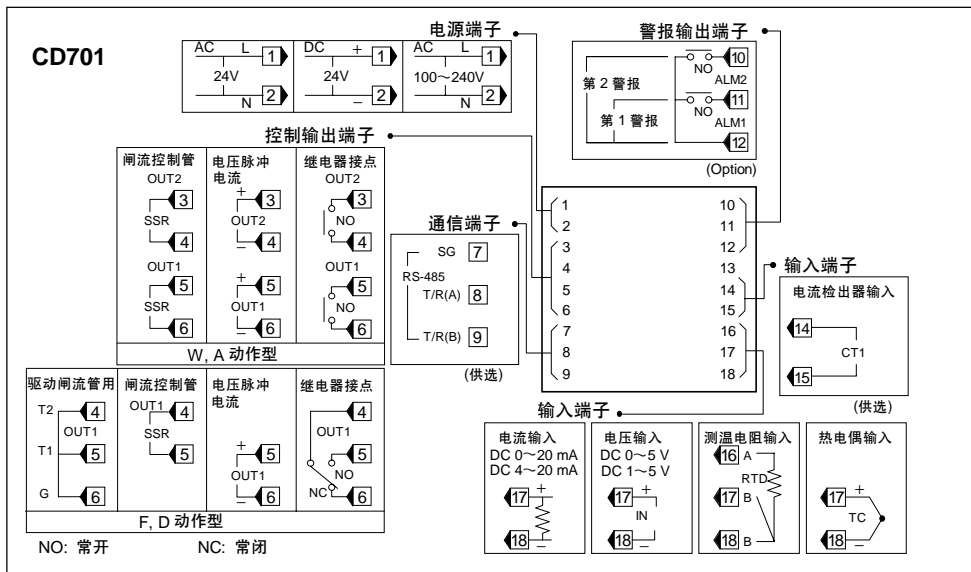 CD701
电源端子
AC L 1
24V
N 2
DC + 1
24V
− 2
AC L 1
100～240V
N 2
警报输出端子
10
NO
第 2 警报
ALM2
11
NO
第 1 警报
ALM1
12
(Option)
控制输出端子
闸流控制管
OUT2
3
SSR
4
OUT1
5
SSR
6
电压脉冲
电流
+ 3
OUT2
− 4
+ 5
OUT1
− 6
继电器接点
OUT2
3
NO
4
OUT1
5
NO
6
W, A 动作型
通信端子
SG 7
RS-485
T/R(A) 8
T/R(B) 9
(供选)
1
2
3
4
5
6
7
8
9
10
11
12
13
14
15
16
17
18
输入端子
电流检出器输入
14
CT1
15
(供选)
驱动闸流管用
T2 4
OUT1
T1 5
G 6
闸流控制管
OUT1 4
SSR
5
电压脉冲
电流
+ 5
OUT1
− 6
继电器接点
4
OUT1
5
NO
NC 6
F, D 动作型
NO: 常开 NC: 常闭
输入端子
电流输入
DC 0～20 mA
DC 4～20 mA
17 +
18 −
电压输入
DC 0～5 V
DC 1～5 V
17 +
IN
18 −
测温电阻输入
16 A
RTD
17 B
18 B
热电偶输入
17 +
TC
18 −